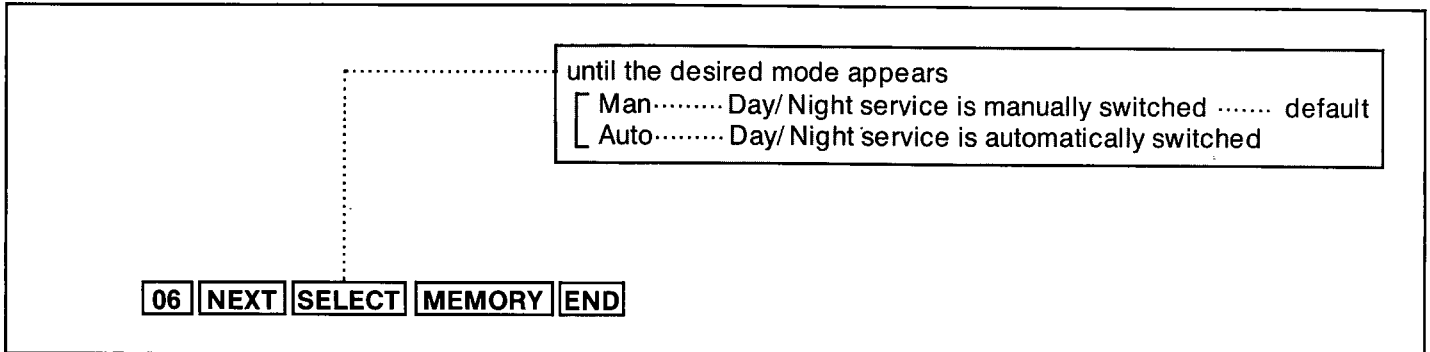 until the desired mode appears
Man········· Day/ Night service is manually switched ······· default
Auto········· Day/ Night service is automatically switched
06 NEXT SELECT MEMORY END